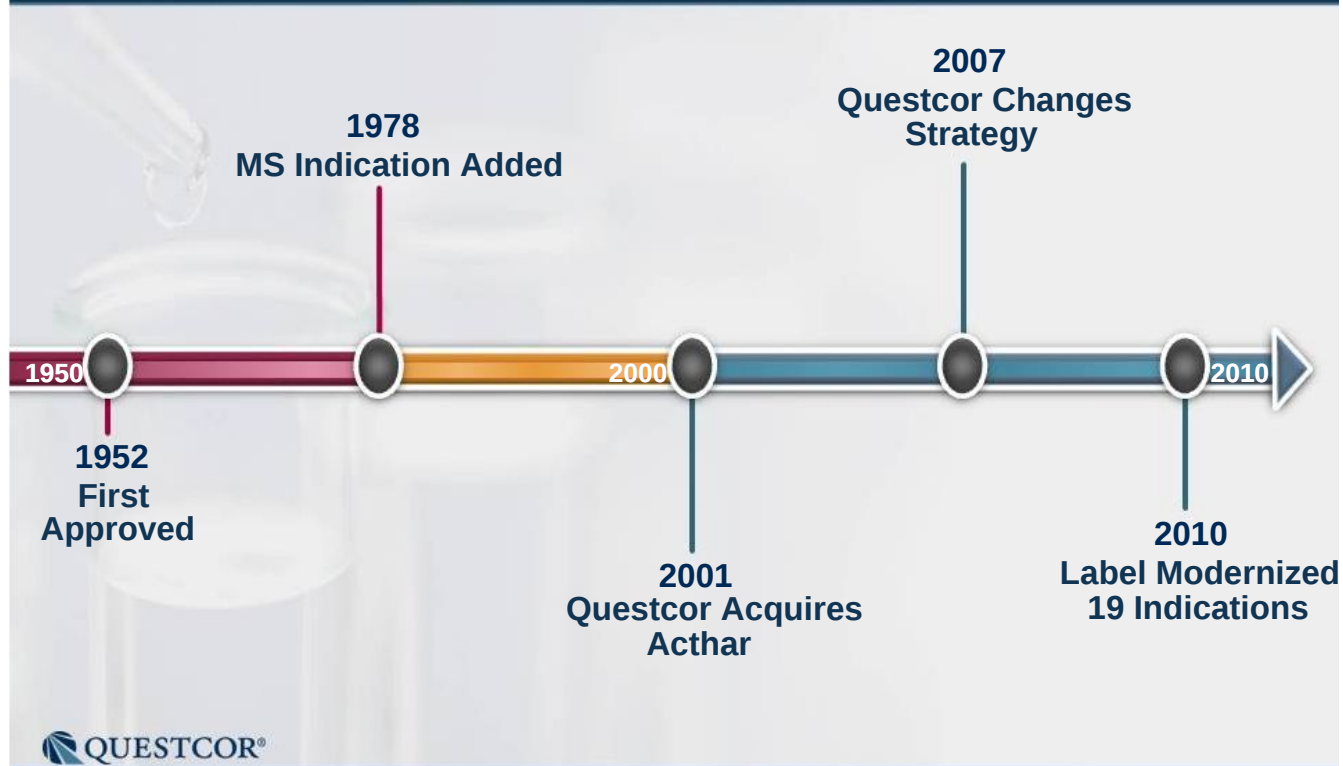 2007
Questcor Changes
Strategy
1978
MS Indication Added
1950
2000
2010
1952
First
Approved
2001
Questcor Acquires
Acthar
2010
Label Modernized
19 Indications
QUESTCOR®